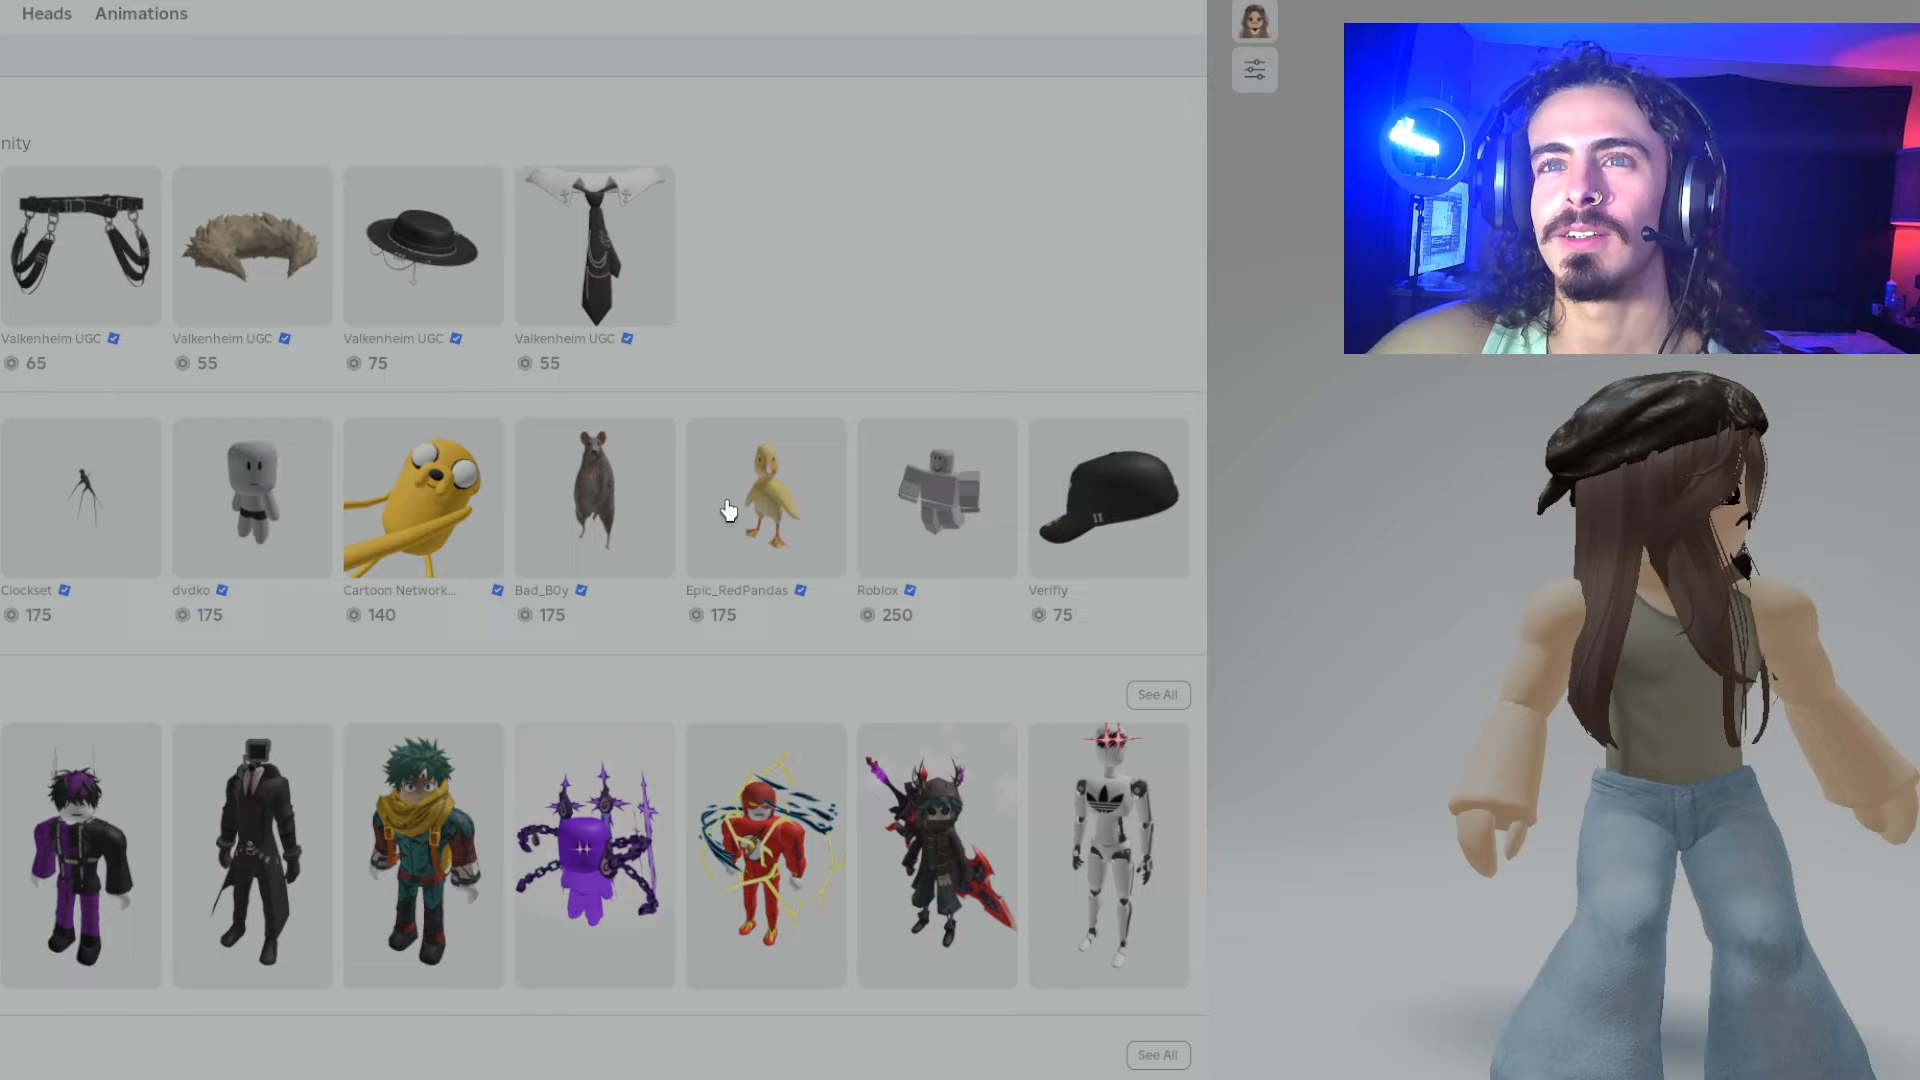 Heads Animations
nity
Valkenheim UGC Valkenheim UGC Valkenheim UGC Valkenheim UGC
65 55 75 55
Clockset dvdko Cartoon Network... Bad_B0y Epic_RedPandas Roblox Verifly
175 175 140 175 175 250 75
See All
See All